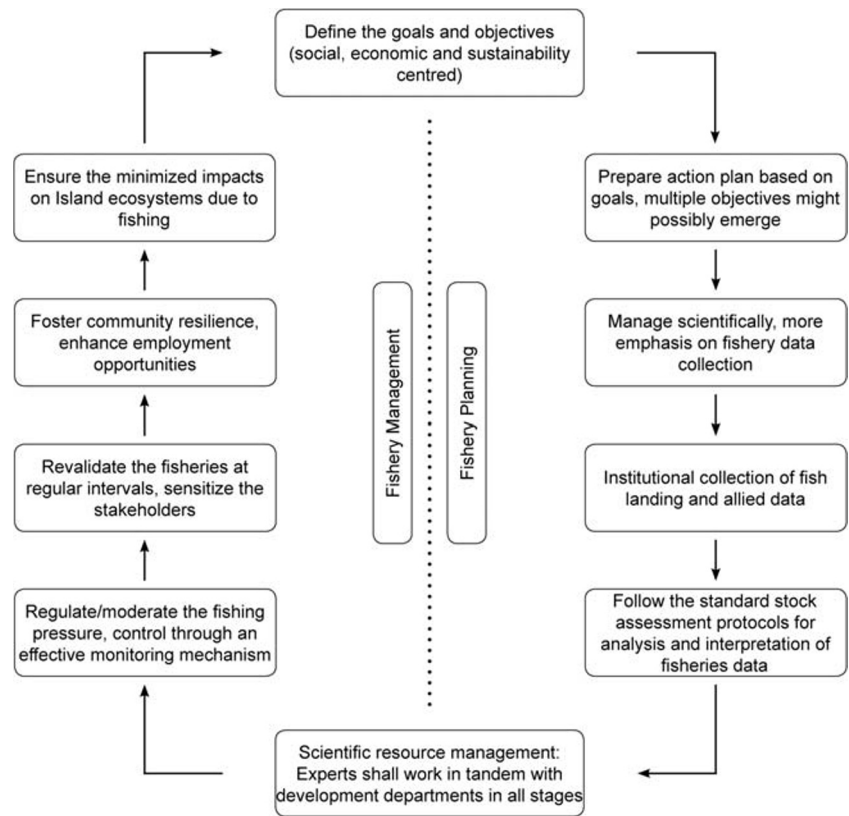 Define the goals and objectives
(social, economic and sustainability
centred)
Prepare action plan based on
goals, multiple objectives might
possibly emerge
Manage scientifically, more
emphasis on fishery data
collection
Institutional collection of fish
landing and allied data
Follow the standard stock
assessment protocols for
analysis and interpretation of
fisheries data
Scientific resource management:
Experts shall work in tandem with
development departments in all stages
Regulate/moderate the fishing
pressure, control through an
effective monitoring mechanism
Revalidate the fisheries at
regular intervals, sensitize the
stakeholders
Foster community resilience,
enhance employment
opportunities
Ensure the minimized impacts
on Island ecosystems due to
fishing
Fishery Management
Fishery Planning